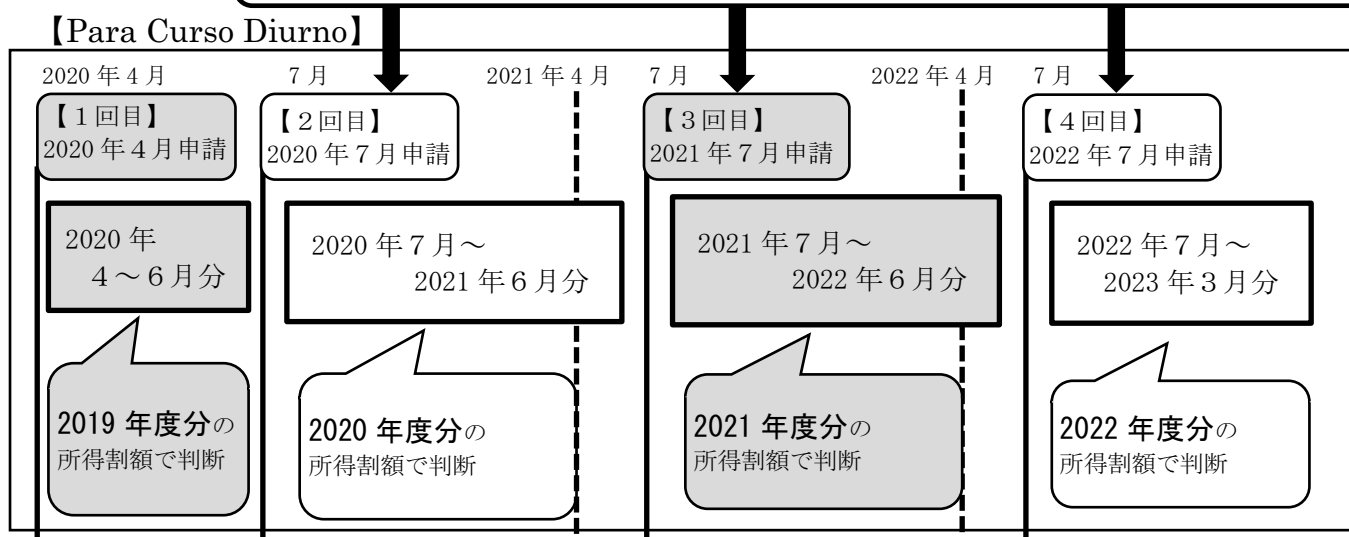 【Para Curso Diurno】
2020 年 4 月
7 月
2021 年 4 月
7 月
2022 年 4 月
7 月
【１回目】
2020 年４月申請
【２回目】
2020 年７月申請
【３回目】
2021 年７月申請
【４回目】
2022 年７月申請
2020 年
４～６月分
2020 年７月～
2021 年６月分
2021 年７月～
2022 年６月分
2022 年７月～
2023 年３月分
2019 年度分の
所得割額で判断
2020 年度分の
所得割額で判断
2021 年度分の
所得割額で判断
2022 年度分の
所得割額で判断